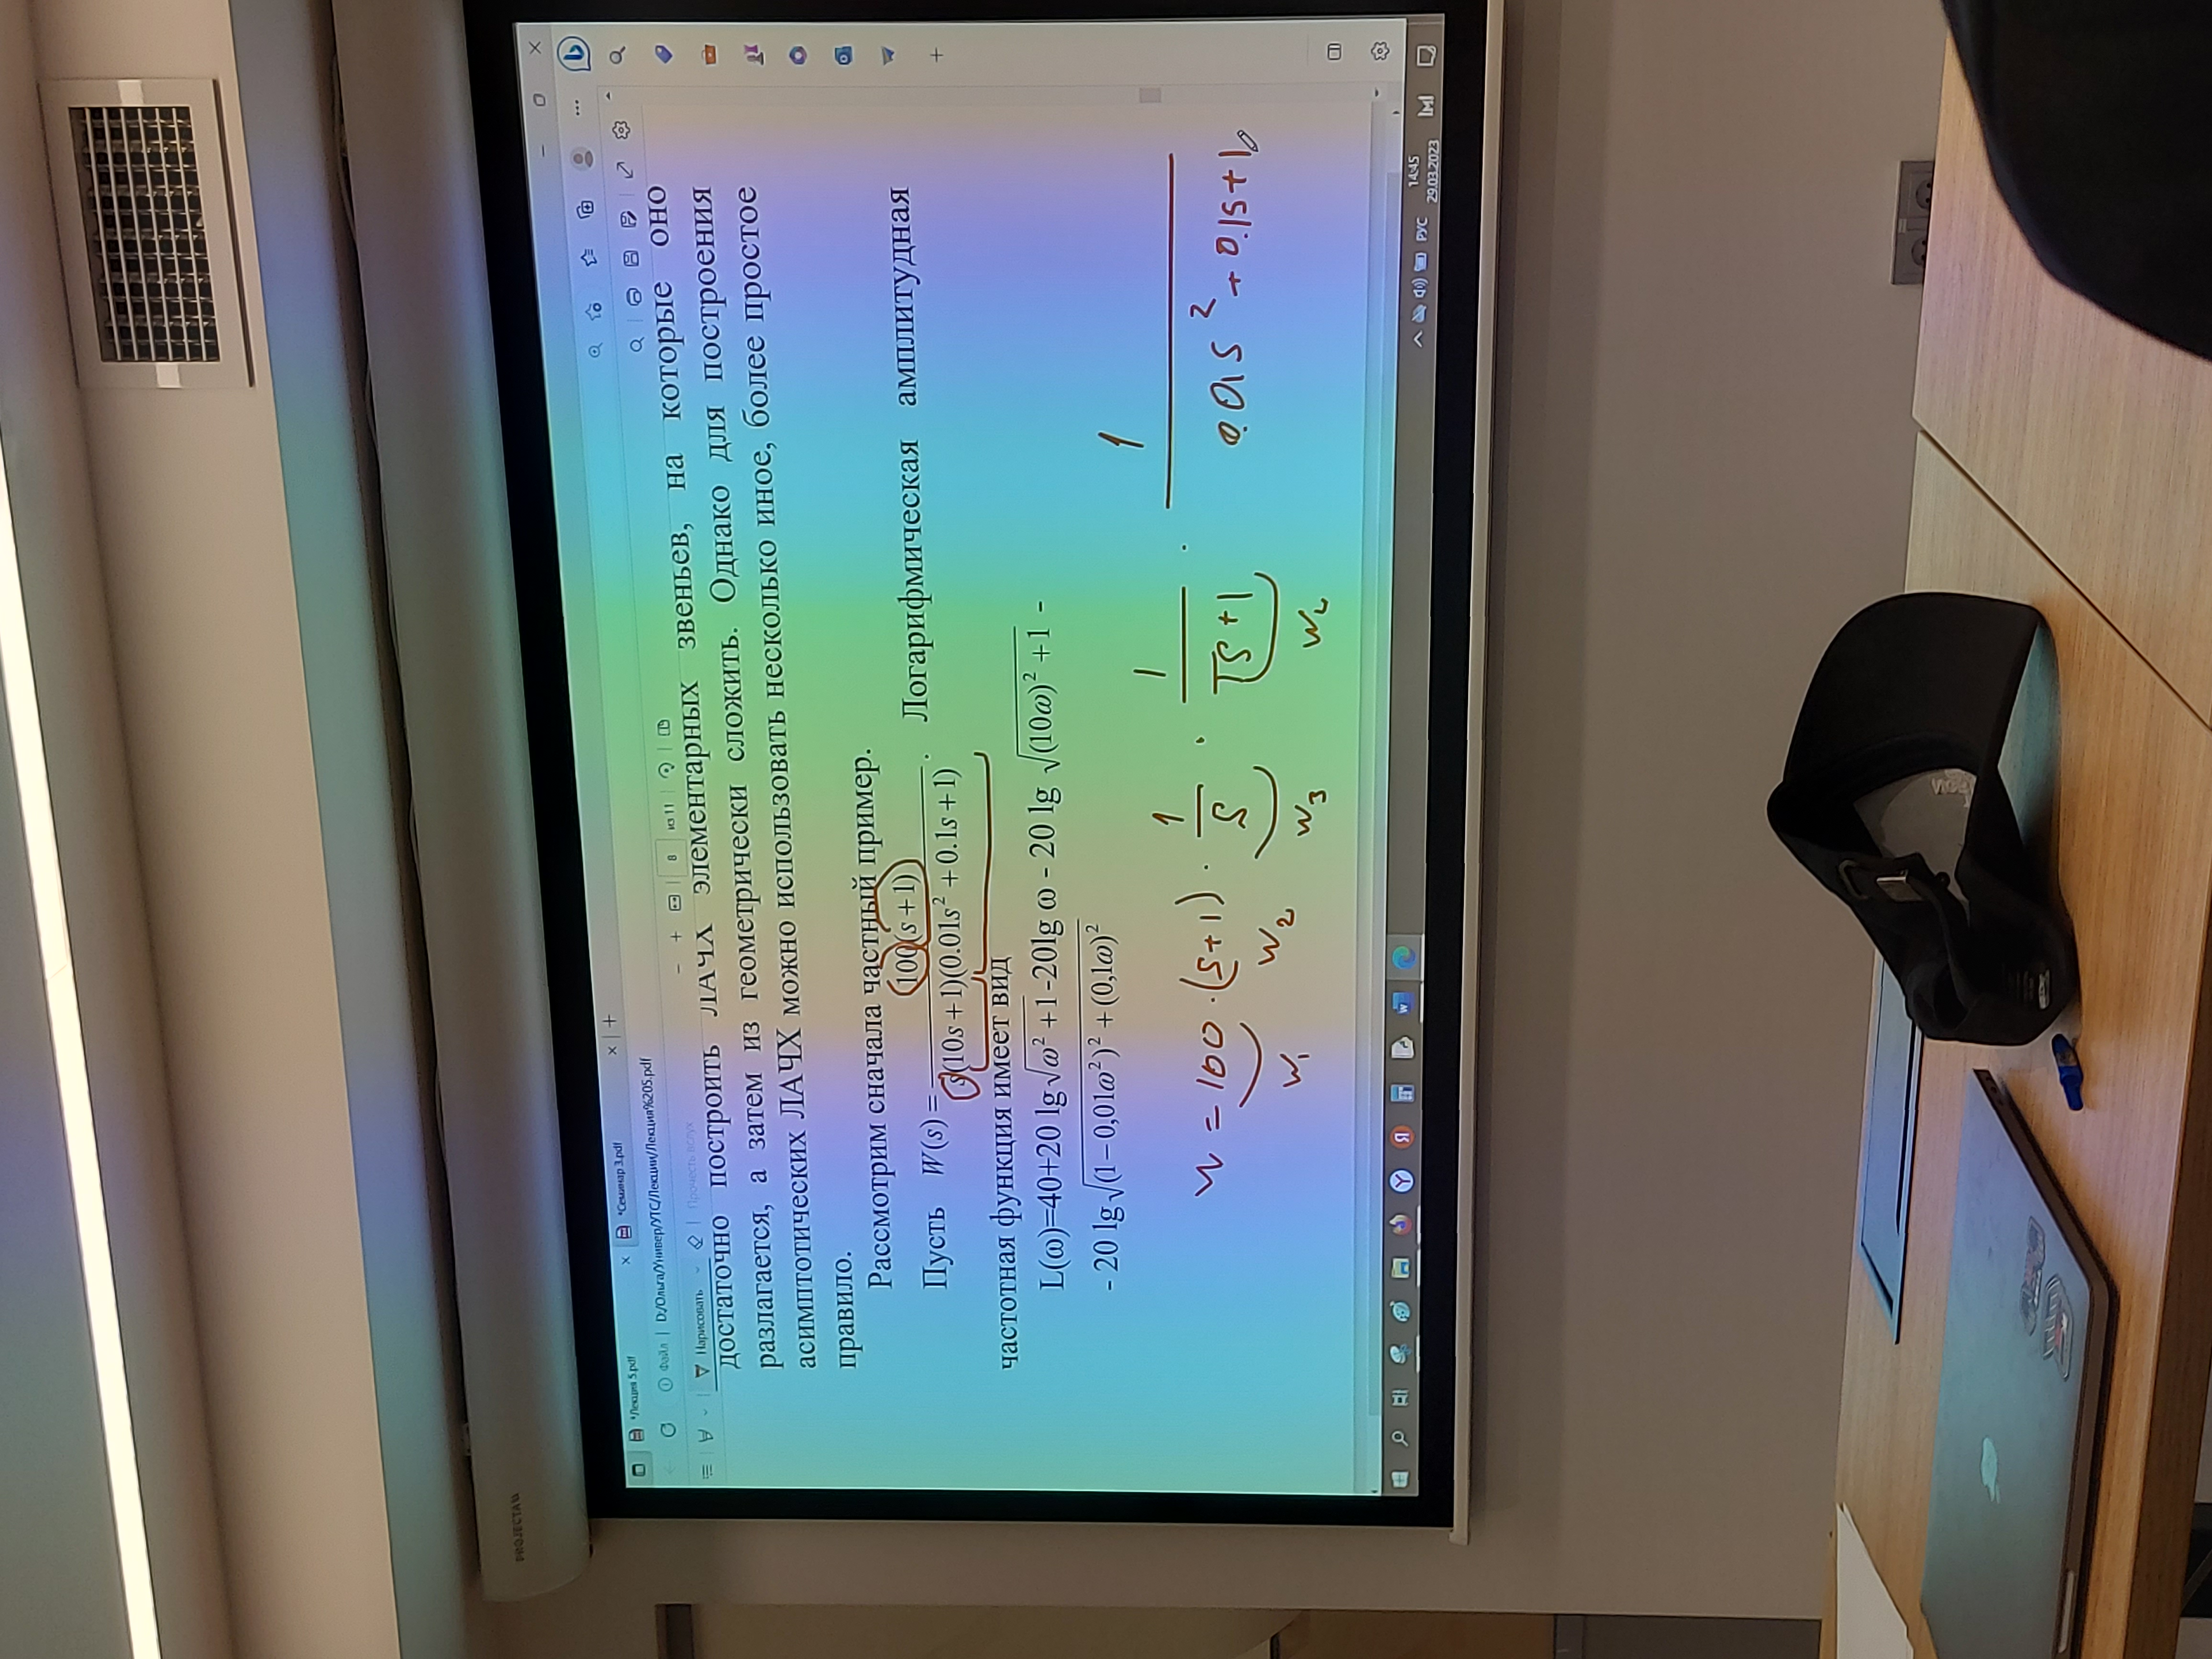 PROJECTA
*Лекция 5.pdf
*Семинар 3.pdf
Файл | D:/Ольга/Универ/УТС/Лекции/Лекция%205.pdf
Нарисовать
Прочесть вслух
8 из 11
достаточно построить ЛАЧХ элементарных звеньев, на которые оно
разлагается, а затем из геометрически сложить. Однако для построения
асимптотических ЛАЧХ можно использовать несколько иное, более простое
правило.
Рассмотрим сначала частный пример.
Пусть W(s) = 100(s+1) / s(10s+1)(0.01s² + 0.1s + 1) . Логарифмическая амплитудная
частотная функция имеет вид
L(ω)=40+20 lg √(ω² +1) -20lg ω - 20 lg √((10ω)² +1) -
- 20 lg √((1−0,01ω²)² + (0,1ω)²)
W = 100 · (s+1) · 1/s · 1/(Ts+1) · 1/(0.01s² + 0.1s+1)
W₁ W₂ W₃ W₄
14:45
РУС
29.03.2023